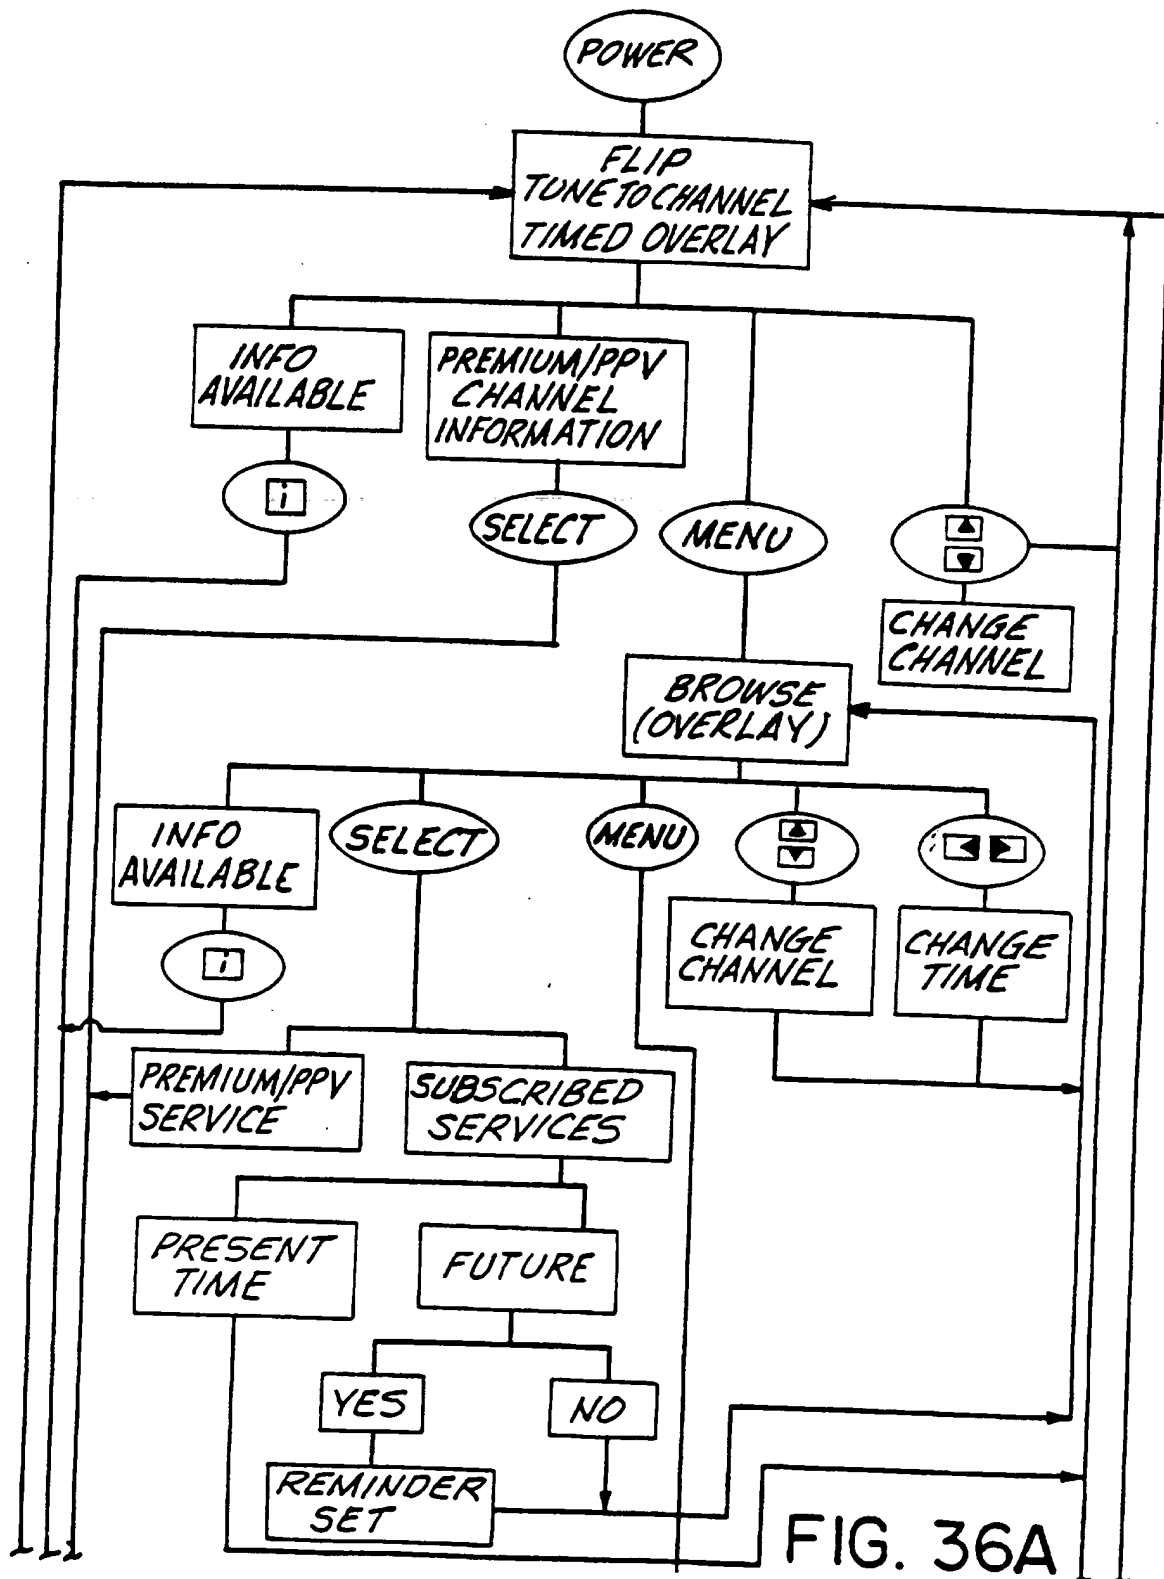 POWER
FLIP
TUNE TO CHANNEL
TIMED OVERLAY
INFO
AVAILABLE
PREMIUM/PPV
CHANNEL
INFORMATION
i
SELECT
MENU
CHANGE
CHANNEL
BROWSE
(OVERLAY)
INFO
AVAILABLE
SELECT
MENU
i
CHANGE
CHANNEL
CHANGE
TIME
PREMIUM/PPV
SERVICE
SUBSCRIBED
SERVICES
PRESENT
TIME
FUTURE
YES
NO
REMINDER
SET
FIG. 36A